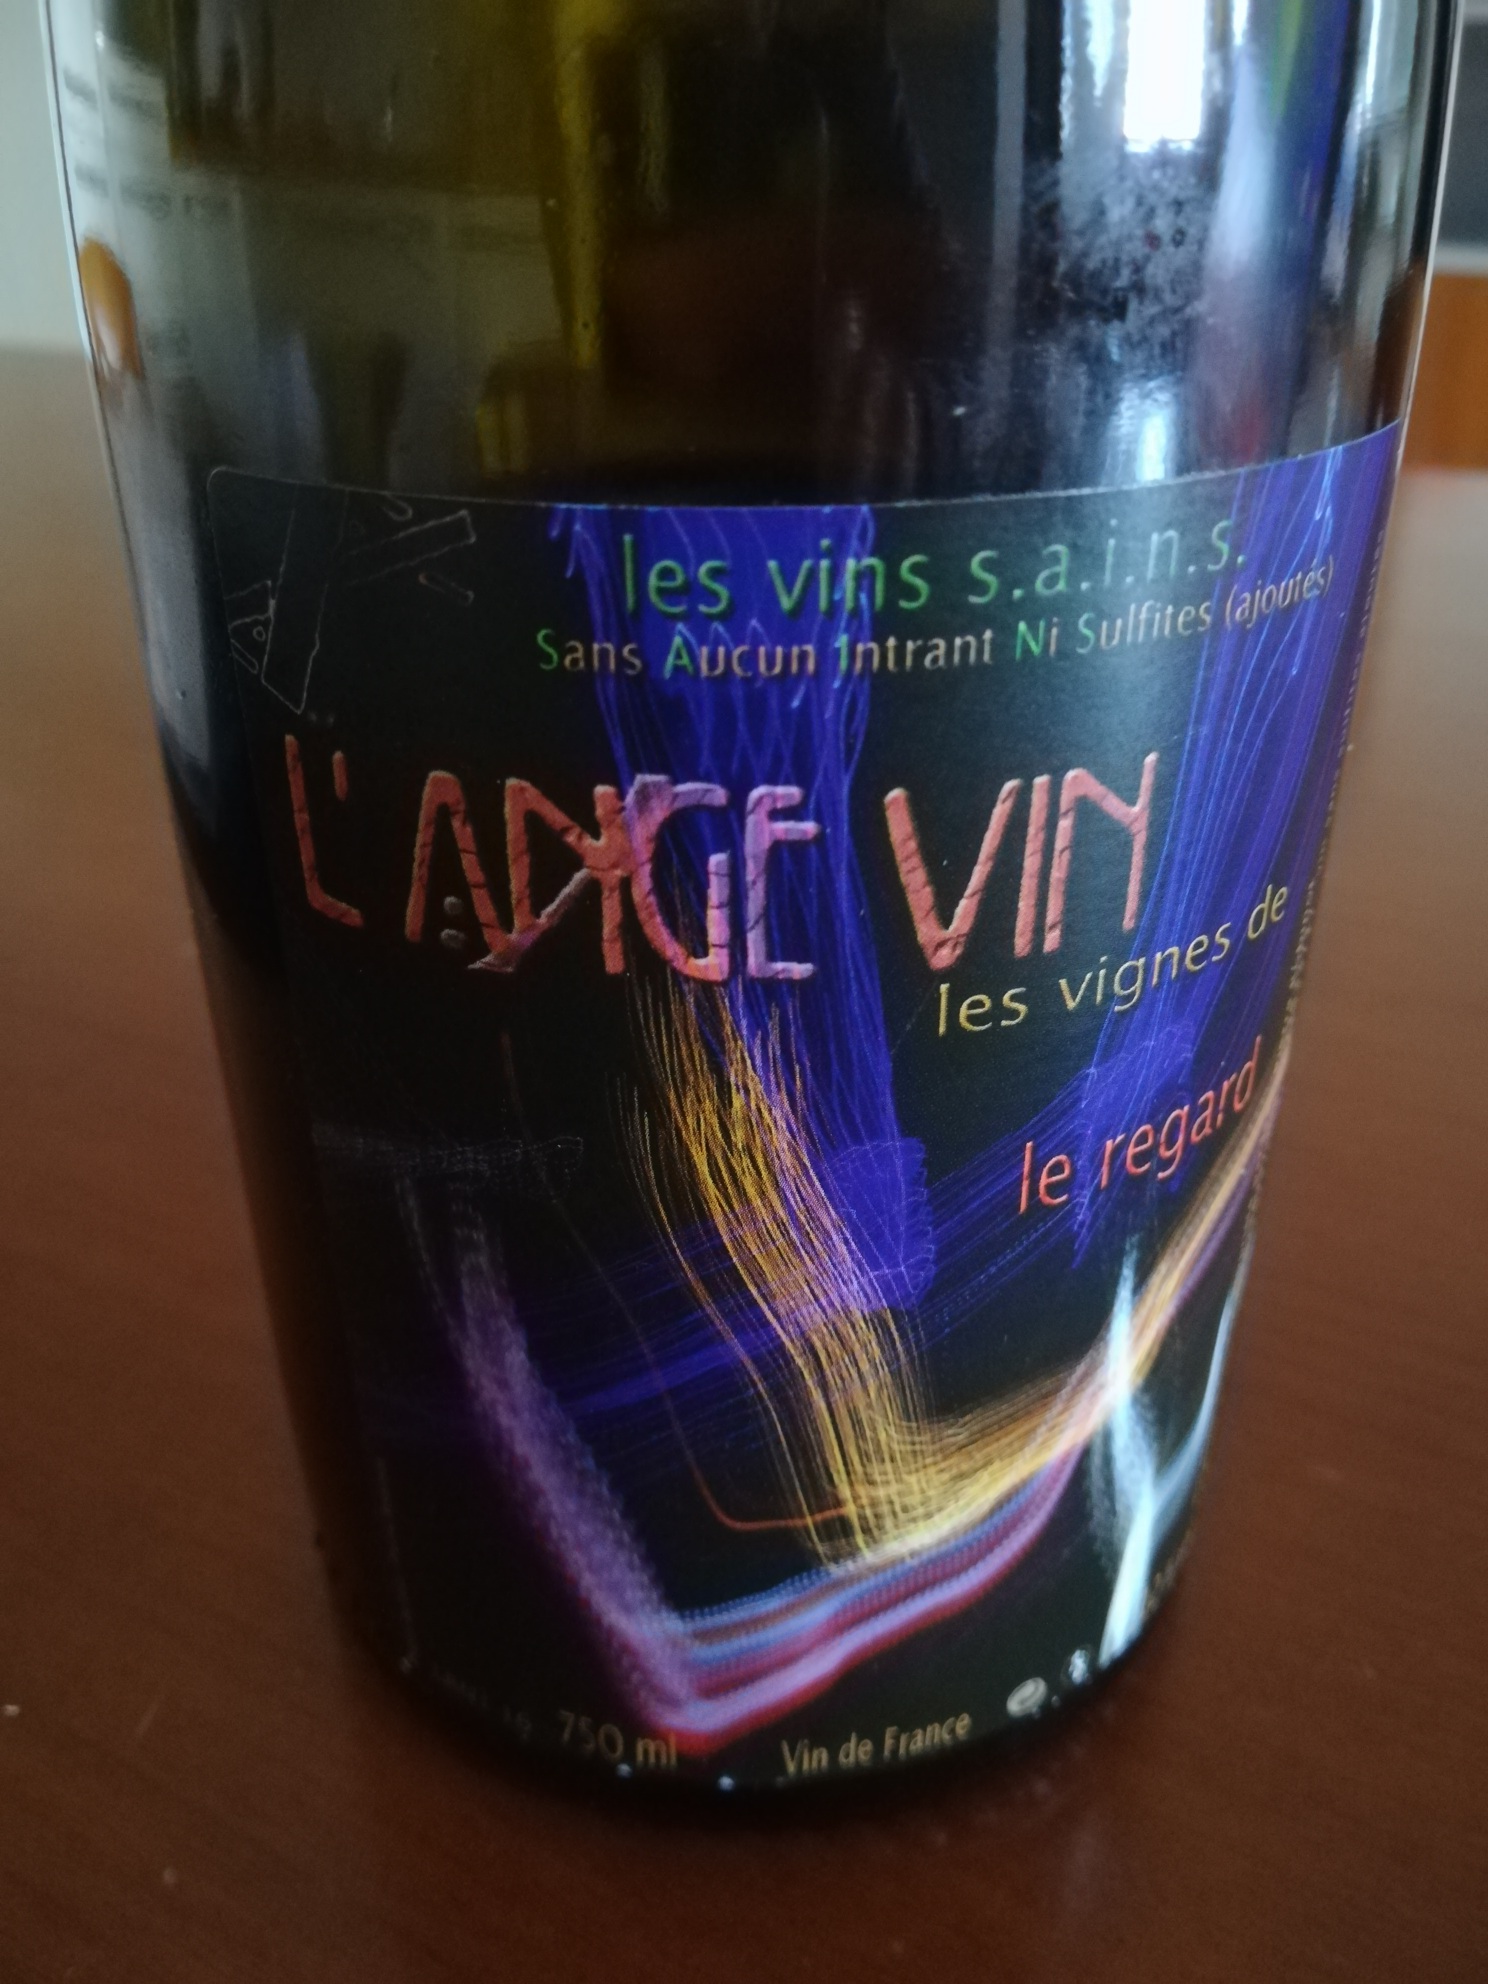 les vins s.a.i.n.s.
Sans Aucun Intrant Ni Sulfites (ajoutés)
L'ANGE VIN
les vignes de
le regard
750 ml
Vin de France